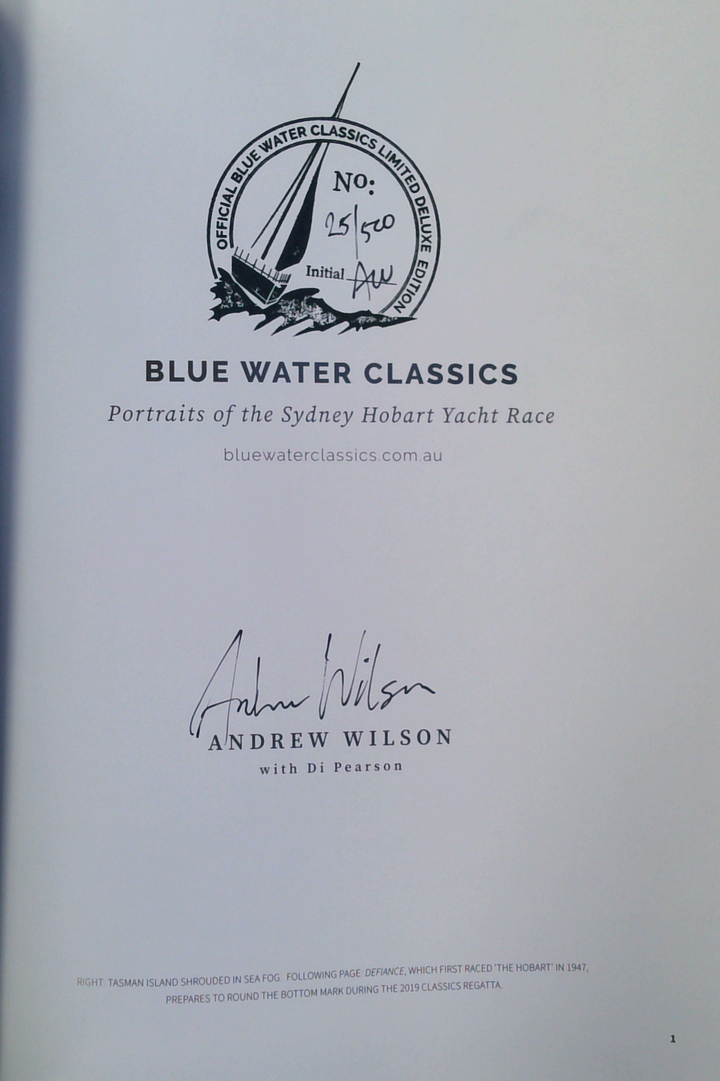 OFFICIAL BLUE WATER CLASSICS LIMITED DELUXE EDITION
No:
25/500
Initial AW
BLUE WATER CLASSICS
Portraits of the Sydney Hobart Yacht Race
bluewaterclassics.com.au
Andrew Wilson
ANDREW WILSON
with Di Pearson
RIGHT: TASMAN ISLAND SHROUDED IN SEA FOG. FOLLOWING PAGE: DEFIANCE, WHICH FIRST RACED 'THE HOBART' IN 1947,
PREPARES TO ROUND THE BOTTOM MARK DURING THE 2019 CLASSICS REGATTA.
1